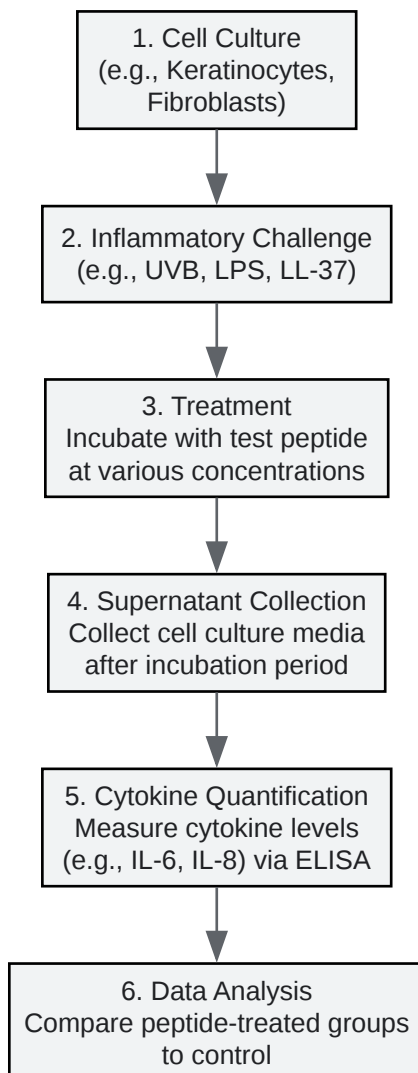 1. Cell Culture
(e.g., Keratinocytes,
Fibroblasts)
2. Inflammatory Challenge
(e.g., UVB, LPS, LL-37)
3. Treatment
Incubate with test peptide
at various concentrations
4. Supernatant Collection
Collect cell culture media
after incubation period
5. Cytokine Quantification
Measure cytokine levels
(e.g., IL-6, IL-8) via ELISA
6. Data Analysis
Compare peptide-treated groups
to control